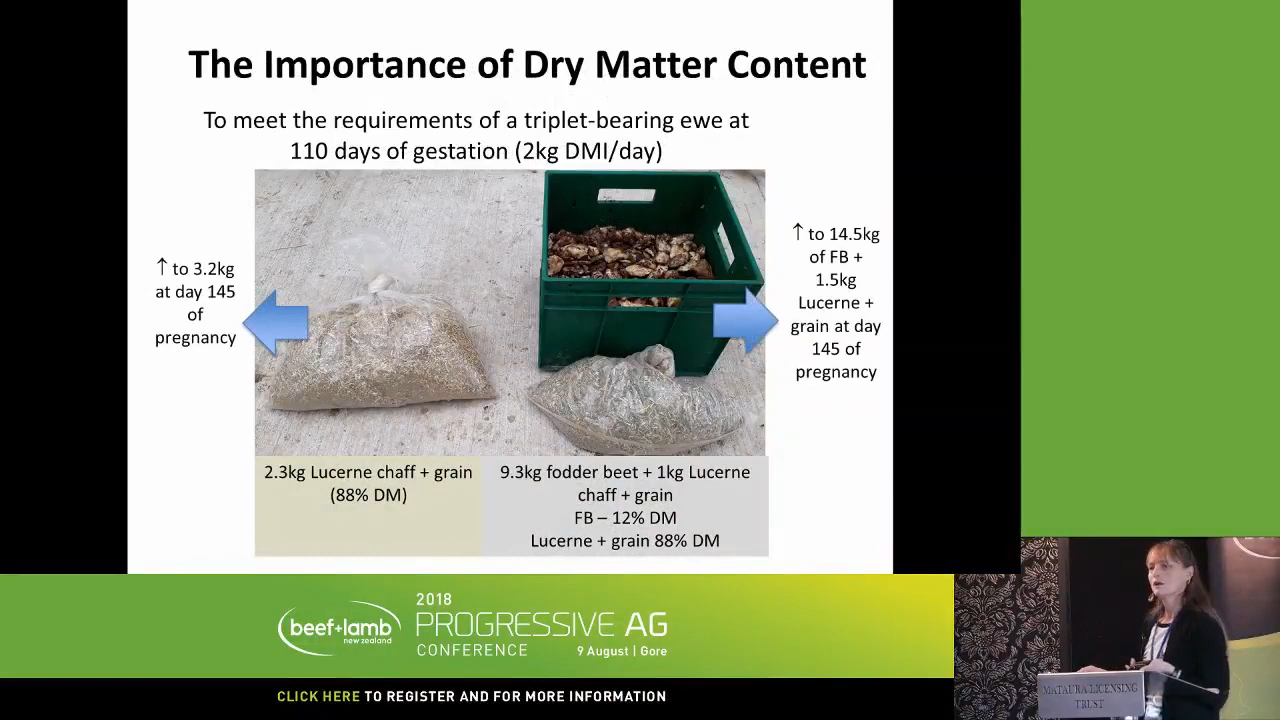 The Importance of Dry Matter Content
To meet the requirements of a triplet-bearing ewe at
110 days of gestation (2kg DMI/day)
↑ to 3.2kg
at day 145
of
pregnancy
↑ to 14.5kg
of FB +
1.5kg
Lucerne +
grain at day
145 of
pregnancy
2.3kg Lucerne chaff + grain
(88% DM)
9.3kg fodder beet + 1kg Lucerne
chaff + grain
FB – 12% DM
Lucerne + grain 88% DM
beef+lamb
new zealand
2018
PROGRESSIVE AG
CONFERENCE
9 August | Gore
CLICK HERE TO REGISTER AND FOR MORE INFORMATION
MATAURA LICENSING
TRUST